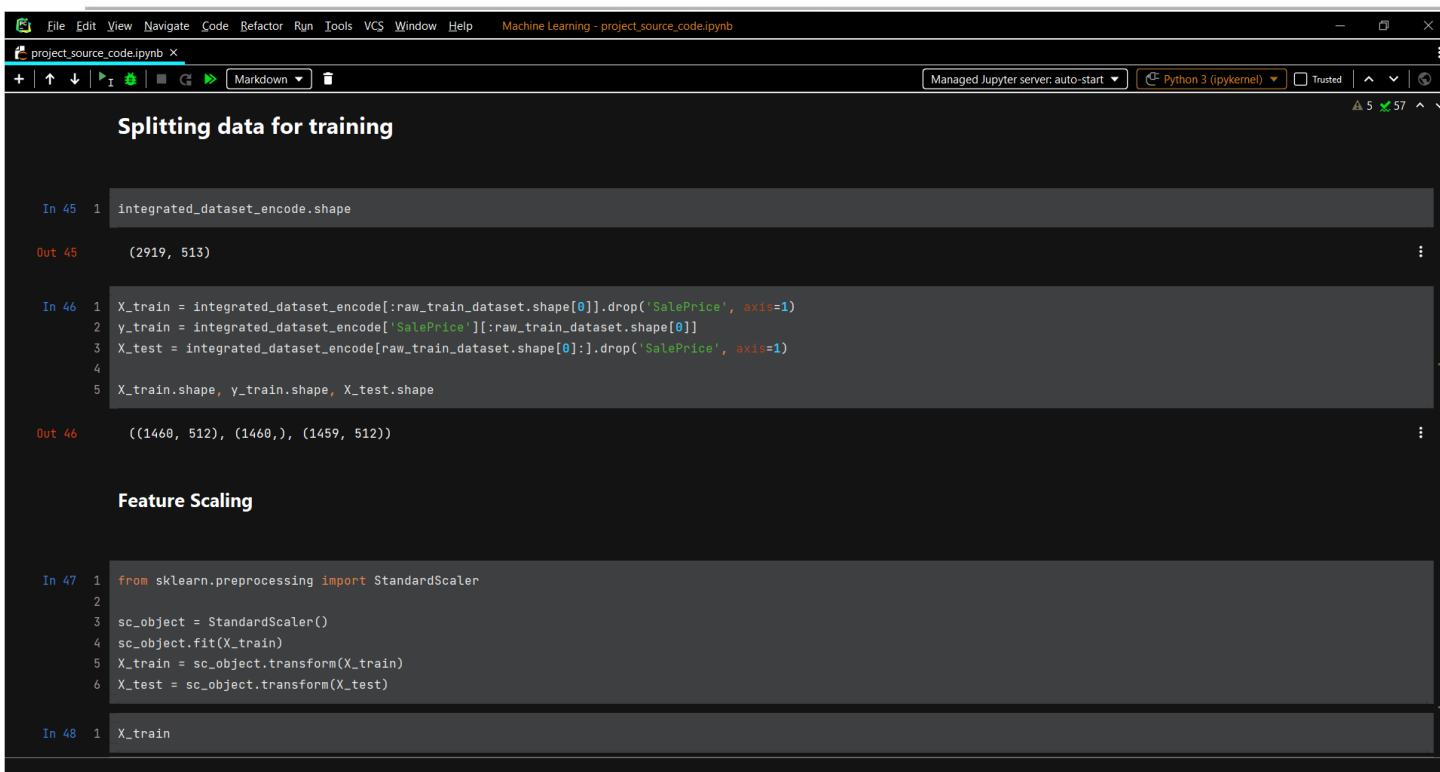 PC File Edit View Navigate Code Refactor Run Tools VCS Window Help Machine Learning - project_source_code.ipynb
project_source_code.ipynb
Markdown Managed Jupyter server: auto-start Python 3 (ipykernel) Trusted
5 57
Splitting data for training
In 45 1 integrated_dataset_encode.shape
Out 45 (2919, 513)
In 46 1 X_train = integrated_dataset_encode[:raw_train_dataset.shape[0]].drop('SalePrice', axis=1)
2 y_train = integrated_dataset_encode['SalePrice'][:raw_train_dataset.shape[0]]
3 X_test = integrated_dataset_encode[raw_train_dataset.shape[0]:].drop('SalePrice', axis=1)
4
5 X_train.shape, y_train.shape, X_test.shape
Out 46 ((1460, 512), (1460,), (1459, 512))
Feature Scaling
In 47 1 from sklearn.preprocessing import StandardScaler
2
3 sc_object = StandardScaler()
4 sc_object.fit(X_train)
5 X_train = sc_object.transform(X_train)
6 X_test = sc_object.transform(X_test)
In 48 1 X_train